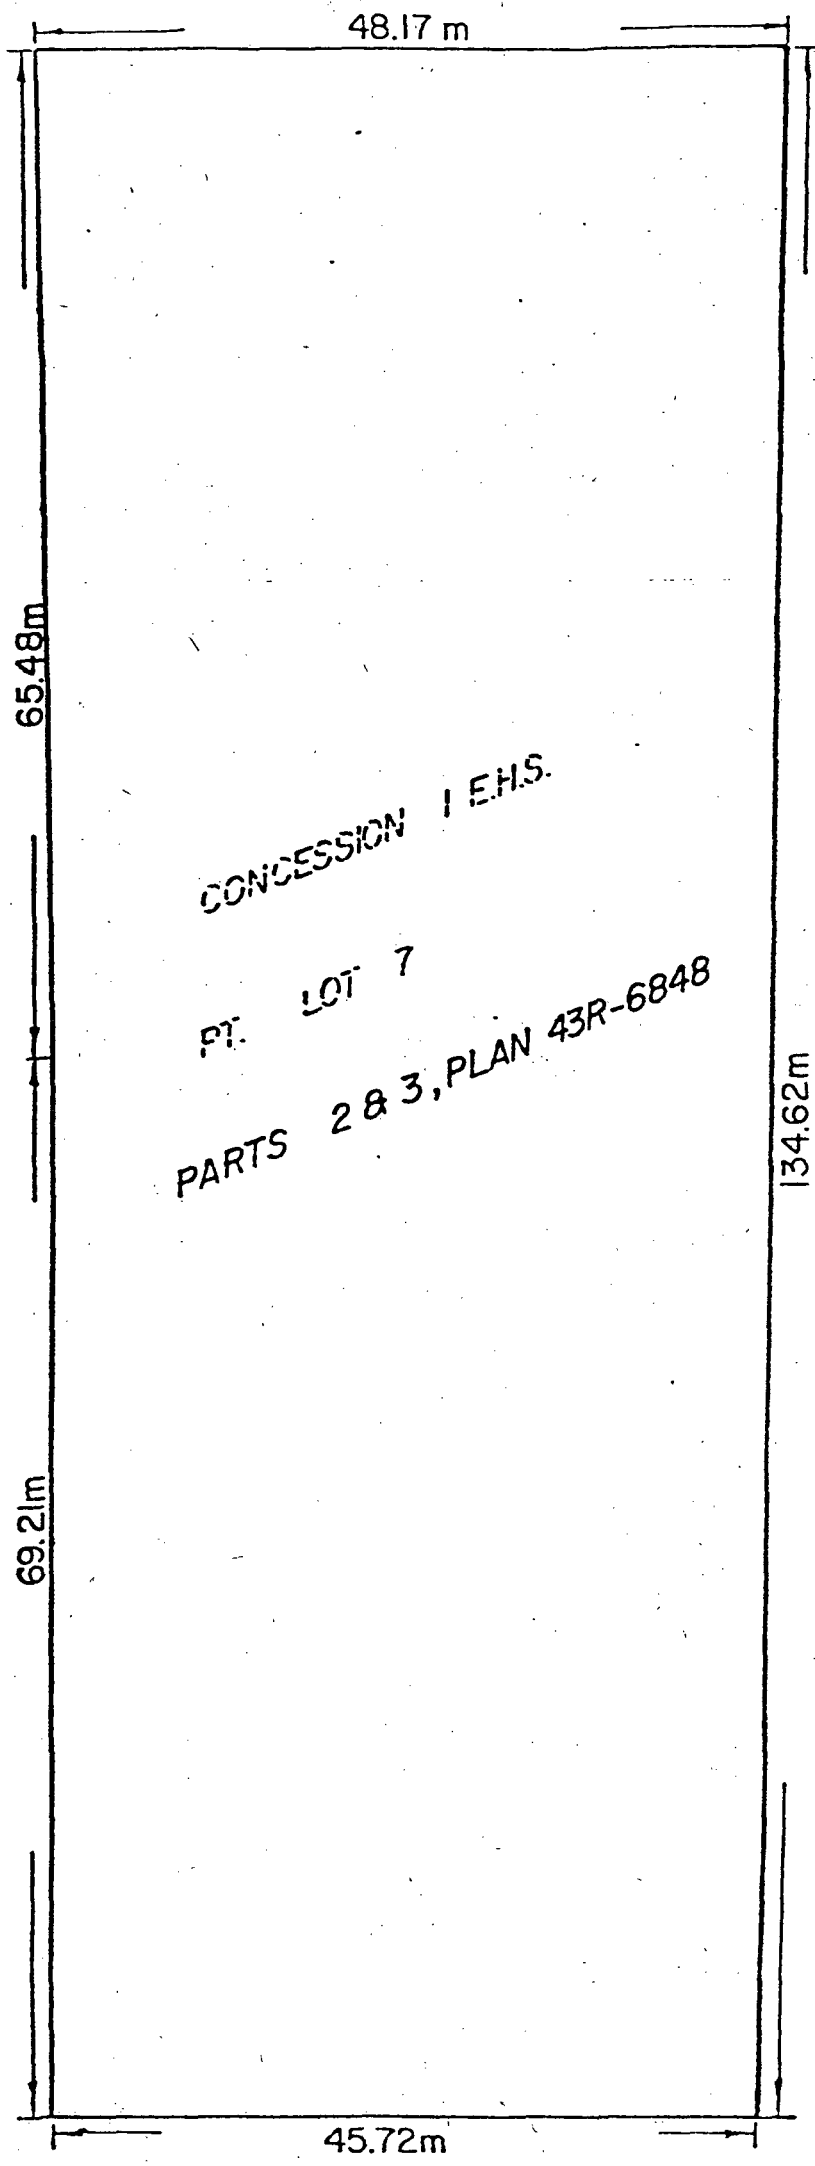 48.17 m
65.48m
CONCESSION 1 E.H.S.
PT. LOT 7
PARTS 2 & 3, PLAN 43R-6848
134.62m
69.21m
45.72m